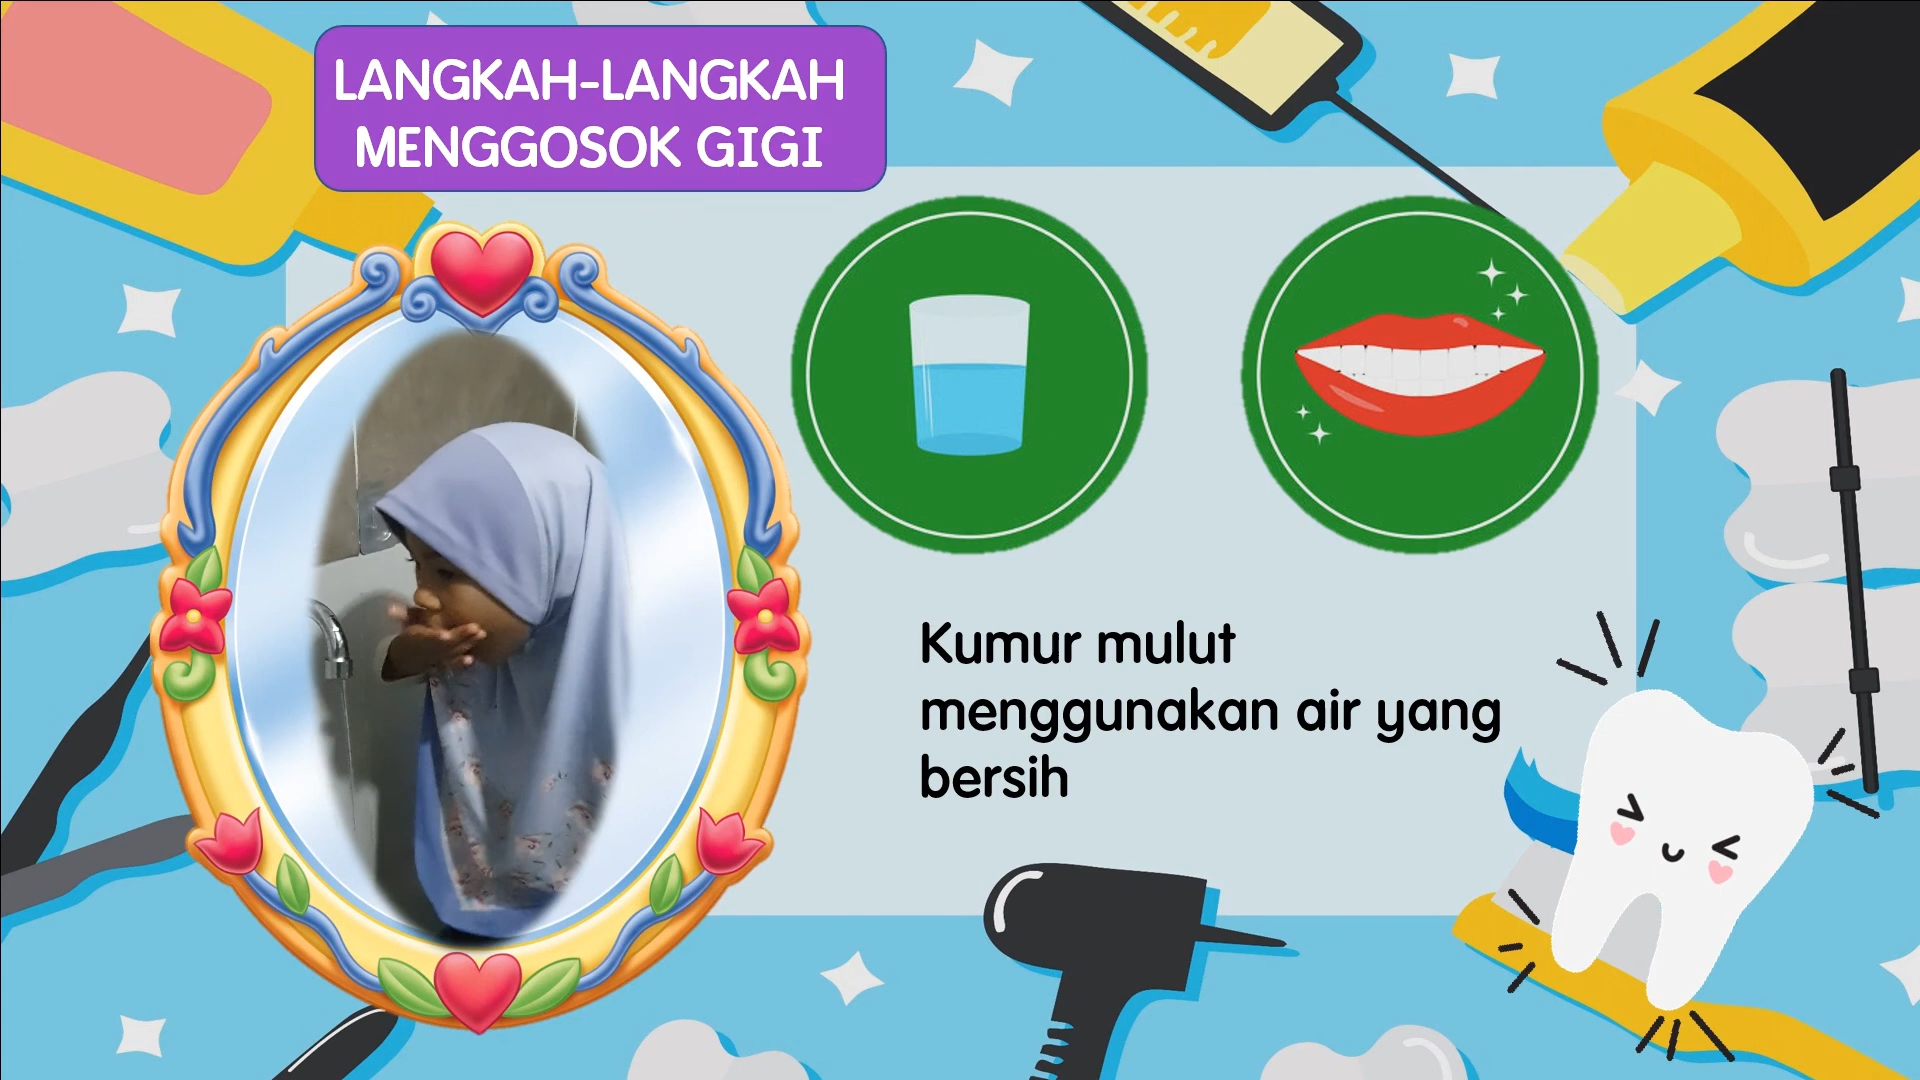 LANGKAH-LANGKAH
MENGGOSOK GIGI
Kumur mulut
menggunakan air yang
bersih